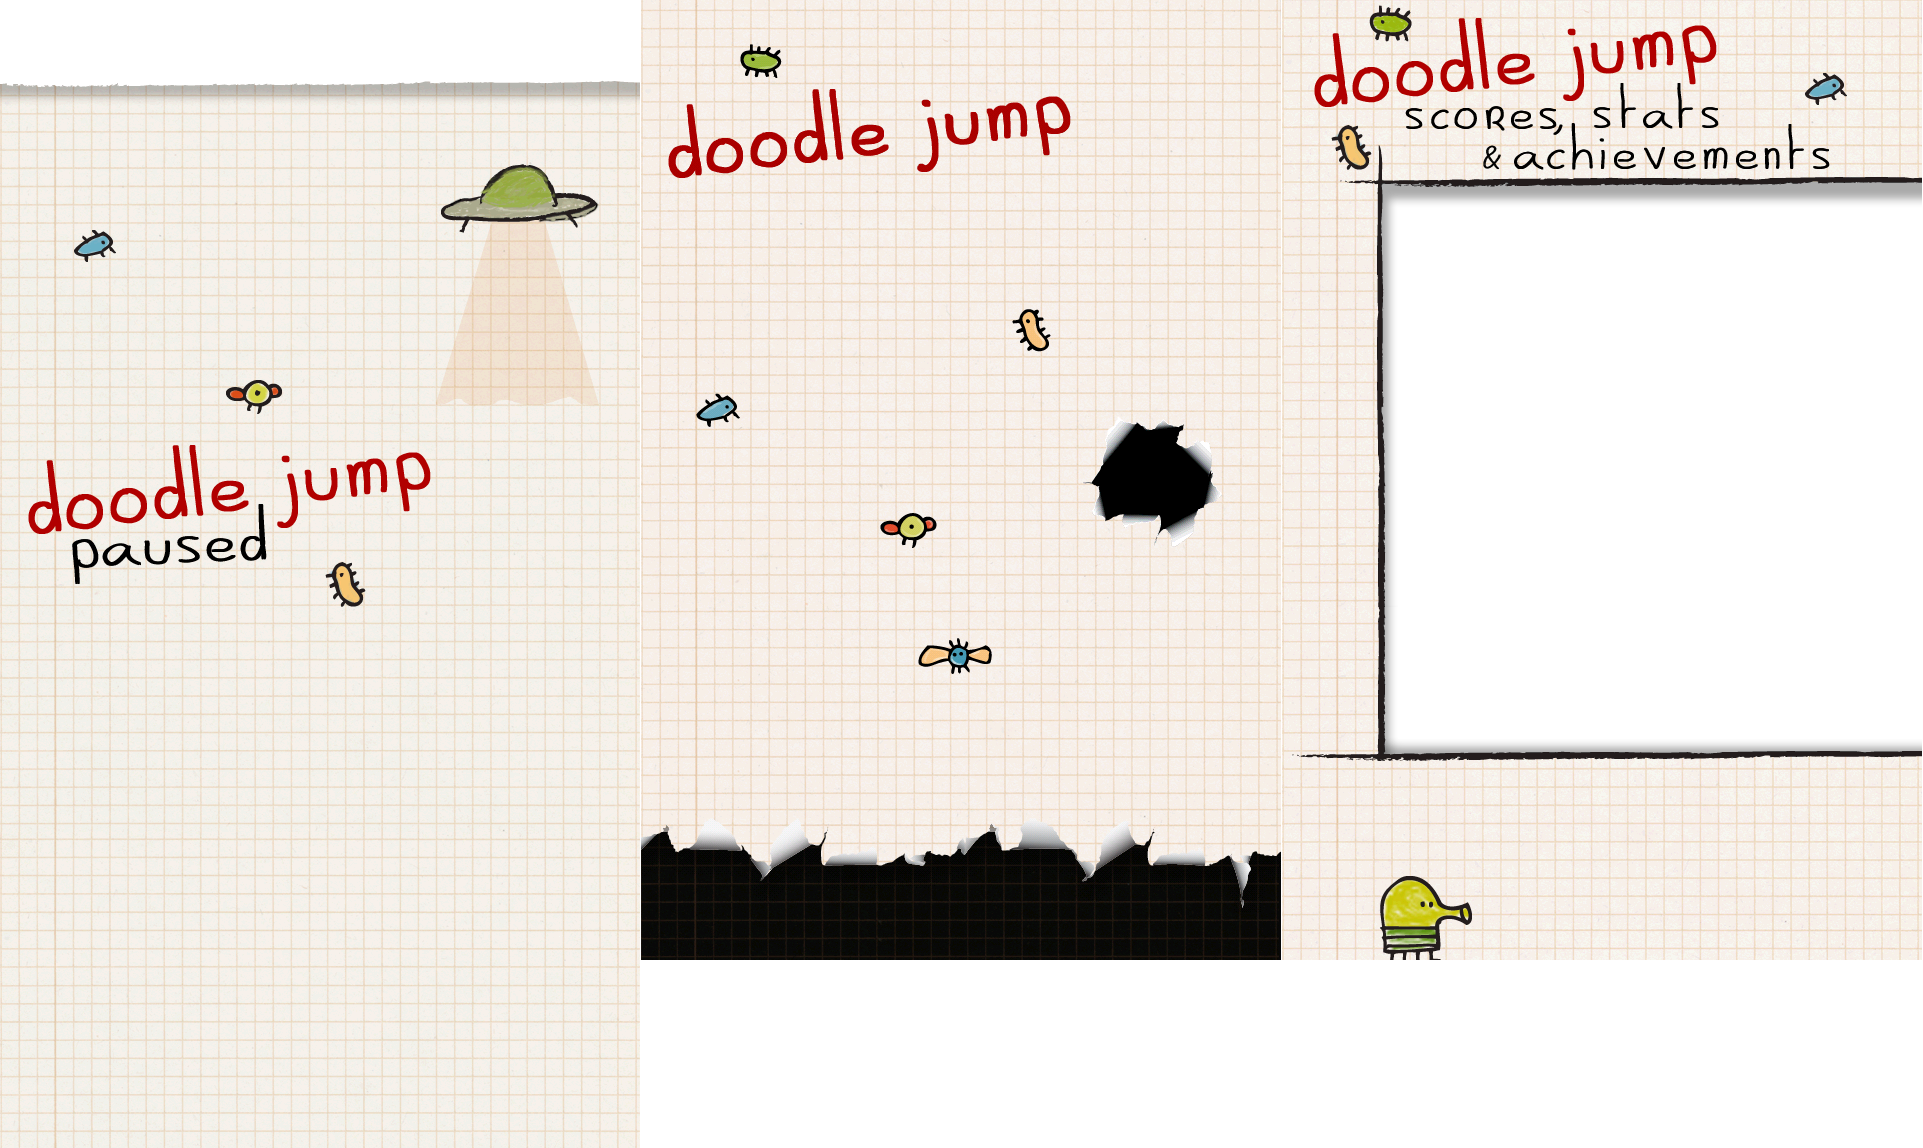 doodle jump
paused
doodle jump
doodle jump
scores, stats
& achievements